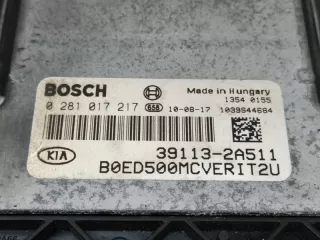 BOSCH Made in Hungary
1354 0155
0 281 017 217 658 10-08-17 1039S44684
KIA 39113-2A511
B0ED500MCVERIT2U